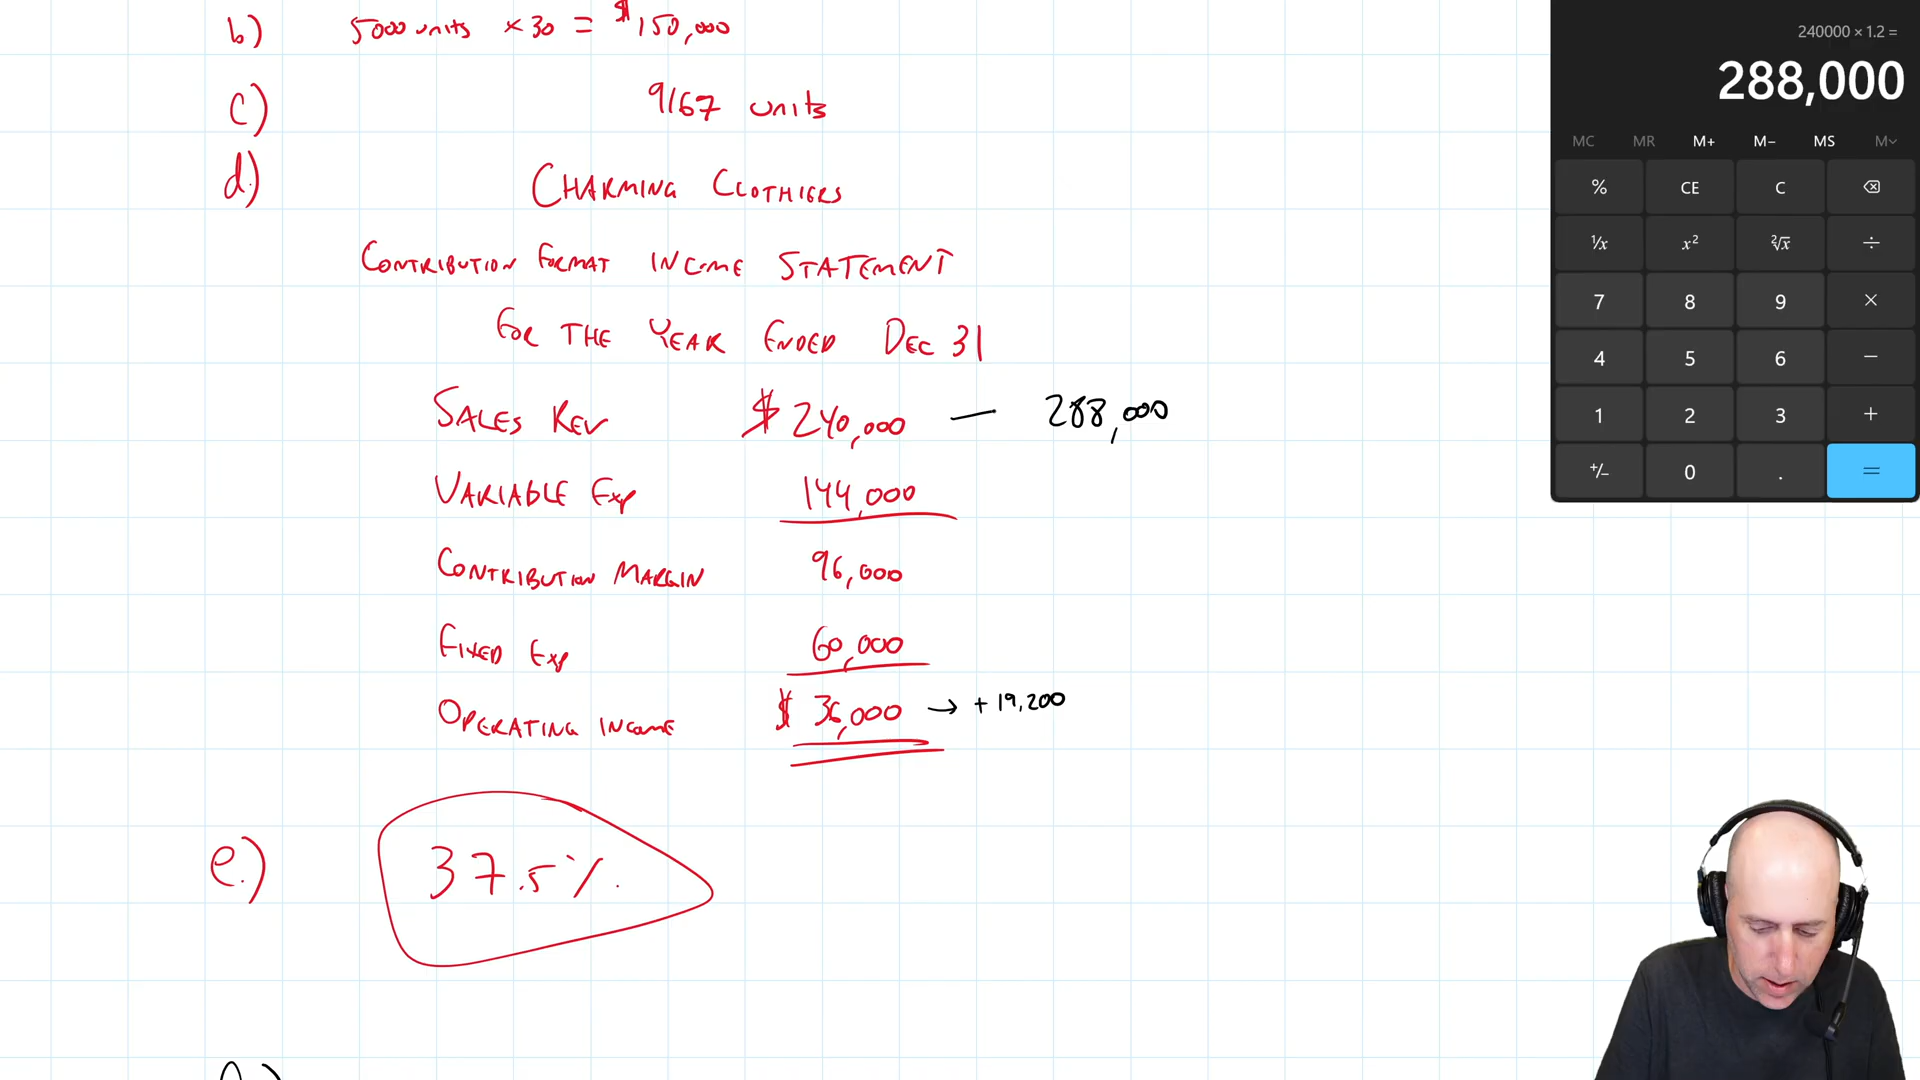 b) 5000 units × 30 = $150,000
c) 9167 units
d.) CHARMING CLOTHIERS
CONTRIBUTION FORMAT INCOME STATEMENT
FOR THE YEAR ENDED DEC 31
SALES REV $ 240,000 — 288,000
VARIABLE EXP 144,000
CONTRIBUTION MARGIN 96,000
FIXED EXP 60,000
OPERATING INCOME $ 36,000 → + 19,200
e.) 37.5%
240000 × 1.2 =
288,000
MC MR M+ M− MS M˅
% CE C ⌫
¹/x x² ²√x ÷
7 8 9 ×
4 5 6 −
1 2 3 +
+/− 0 . =